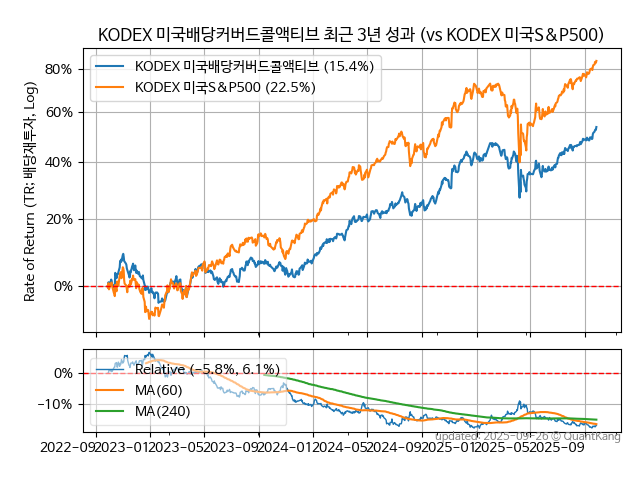 KODEX 미국배당커버드콜액티브 최근 3년 성과 (vs KODEX 미국S&P500)
Rate of Return (TR: 배당재투자, Log)
80%
60%
40%
20%
0%
KODEX 미국배당커버드콜액티브 (15.4%)
KODEX 미국S&P500 (22.5%)
0%
−10%
Relative (−5.8%, 6.1%)
MA(60)
MA(240)
updated: 2025-09-26 © QuantKang
2022−09 2023−01 2023−05 2023−09 2024−01 2024−05 2024−09 2025−01 2025−05 2025−09